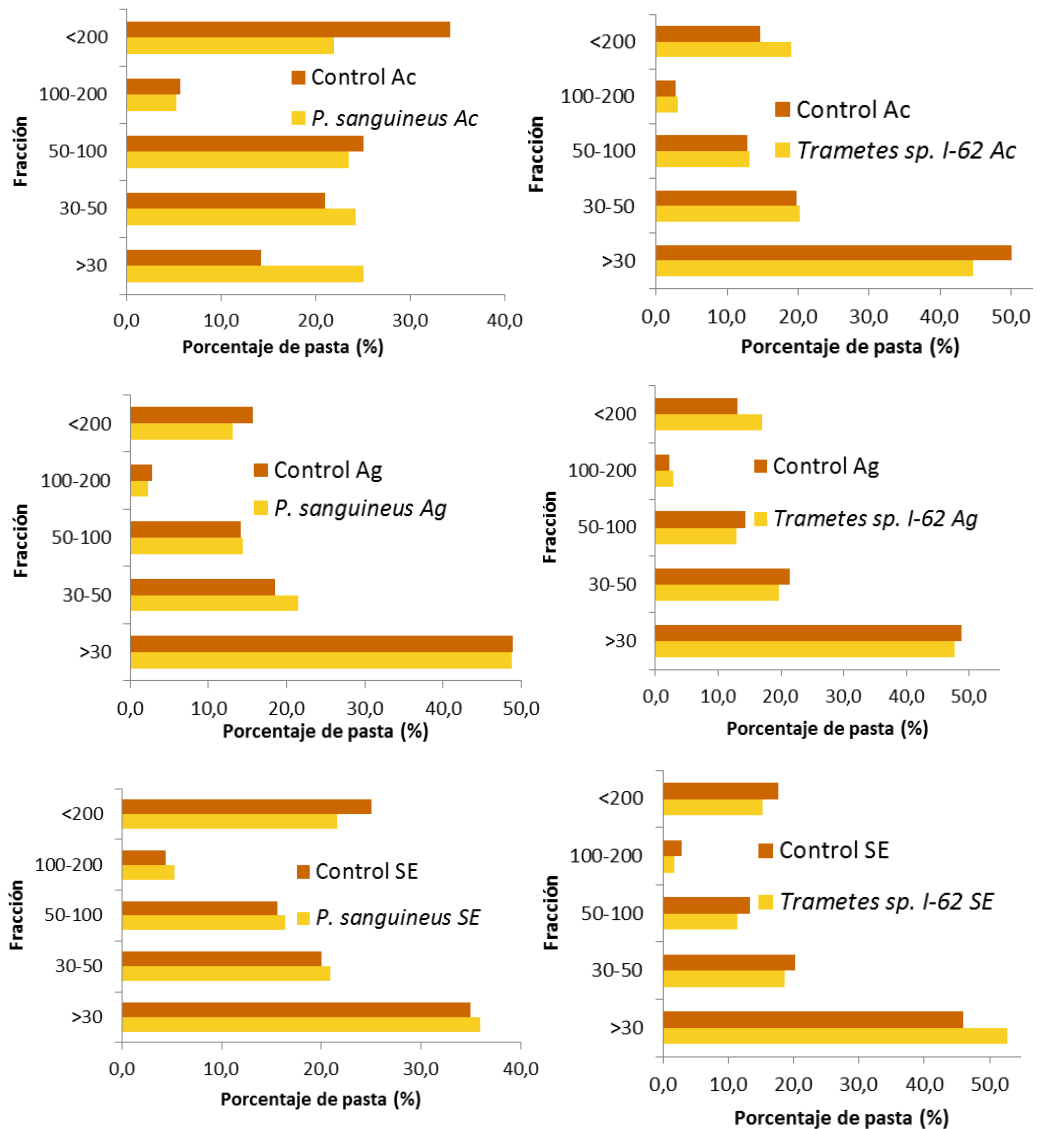 <200
100-200
50-100
30-50
>30
Fracción
Control Ac
P. sanguineus Ac
0,0 10,0 20,0 30,0 40,0
Porcentaje de pasta (%)
<200
100-200
50-100
30-50
>30
Fracción
Control Ac
Trametes sp. I-62 Ac
0,0 10,0 20,0 30,0 40,0 50,0
Porcentaje de pasta (%)
<200
100-200
50-100
30-50
>30
Fracción
Control Ag
P. sanguineus Ag
0,0 10,0 20,0 30,0 40,0 50,0
Porcentaje de pasta (%)
<200
100-200
50-100
30-50
>30
Fracción
Control Ag
Trametes sp. I-62 Ag
0,0 10,0 20,0 30,0 40,0 50,0
Porcentaje de pasta (%)
<200
100-200
50-100
30-50
>30
Fracción
Control SE
P. sanguineus SE
0,0 10,0 20,0 30,0 40,0
Porcentaje de pasta (%)
<200
100-200
50-100
30-50
>30
Fracción
Control SE
Trametes sp. I-62 SE
0,0 10,0 20,0 30,0 40,0 50,0
Porcentaje de pasta (%)